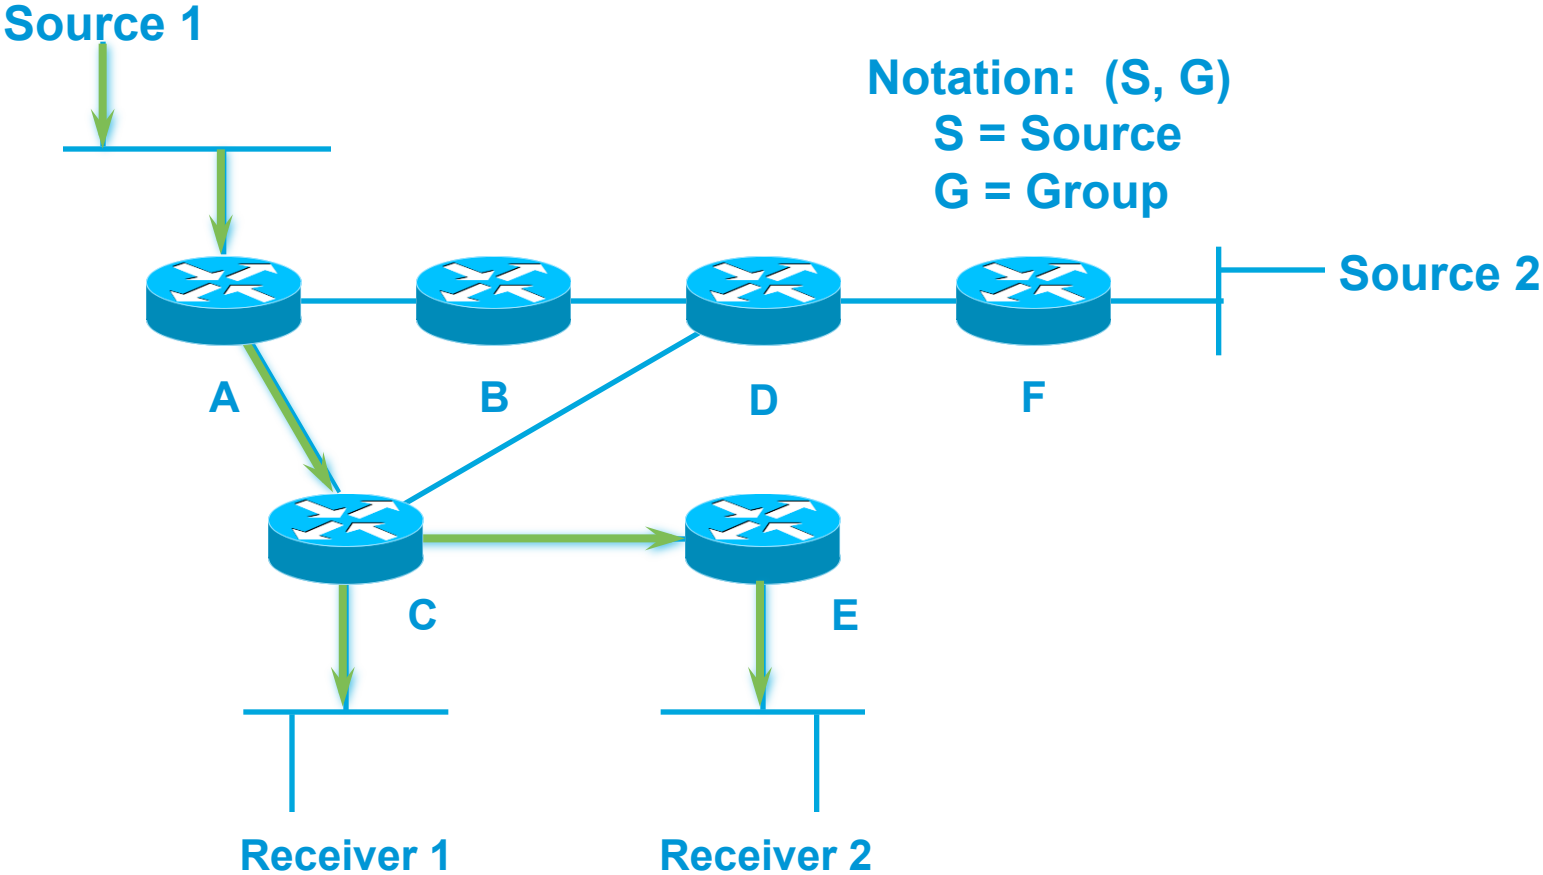 Source 1
Notation:  (S, G)
S = Source
G = Group
Source 2
A
B
D
F
C
E
Receiver 1
Receiver 2